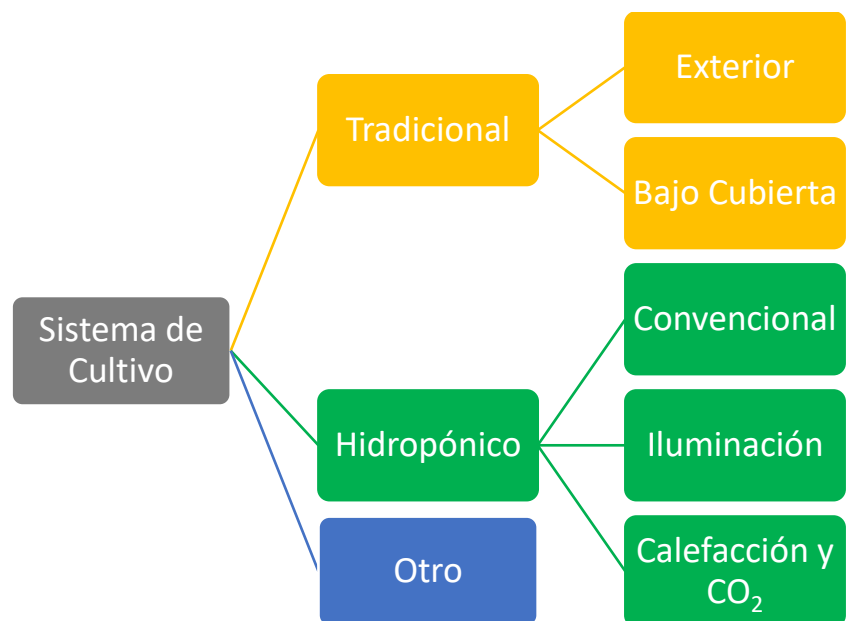 Sistema de
Cultivo
Tradicional
Exterior
Bajo Cubierta
Hidropónico
Convencional
Iluminación
Calefacción y
CO₂
Otro